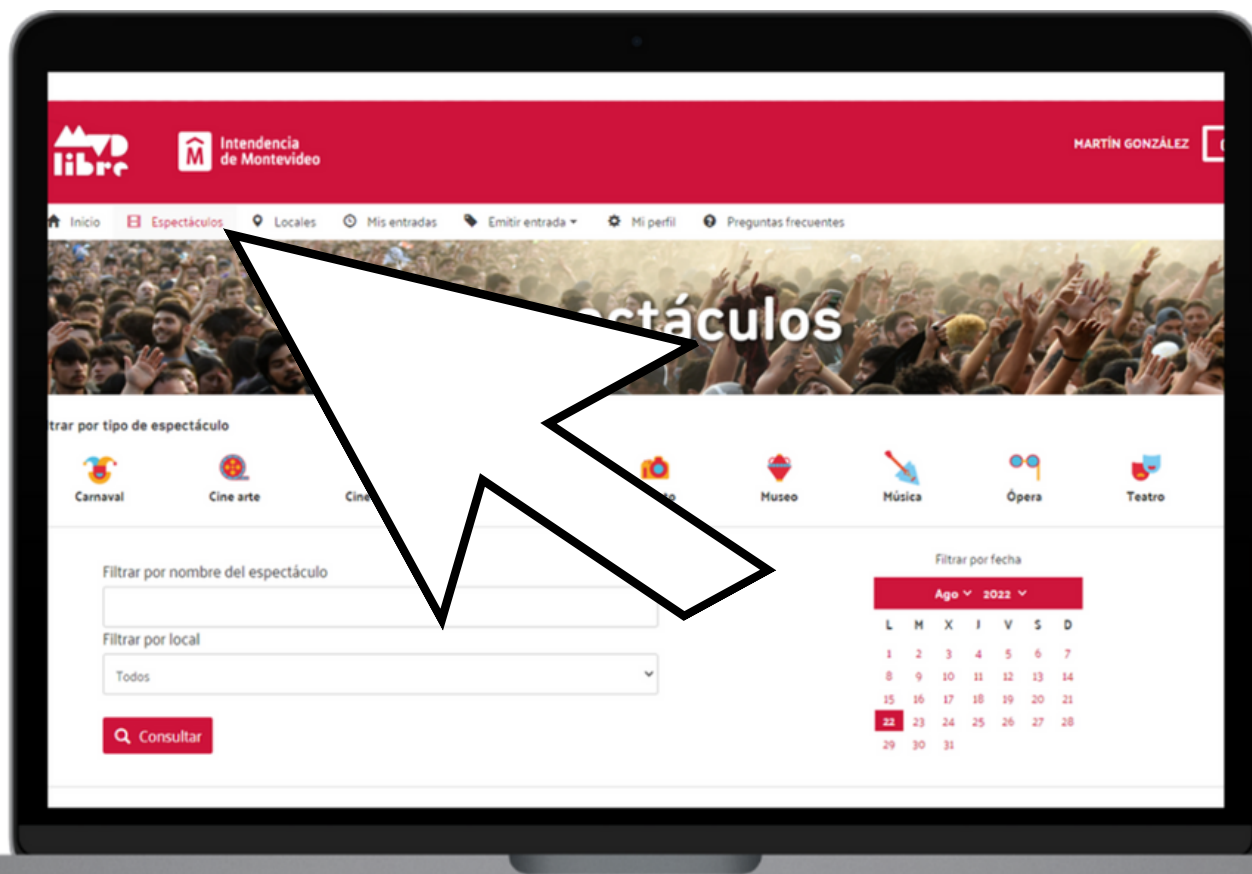 MVD
libre
Intendencia
de Montevideo
MARTÍN GONZÁLEZ
Inicio Espectáculos Locales Mis entradas Emitir entrada Mi perfil Preguntas frecuentes
táculos
trar por tipo de espectáculo
Carnaval Cine arte Cine Museo Música Ópera Teatro
Filtrar por nombre del espectáculo
Filtrar por local
Todos
Consultar
Filtrar por fecha
Ago 2022
L M X J V S D
1 2 3 4 5 6 7
8 9 10 11 12 13 14
15 16 17 18 19 20 21
22 23 24 25 26 27 28
29 30 31